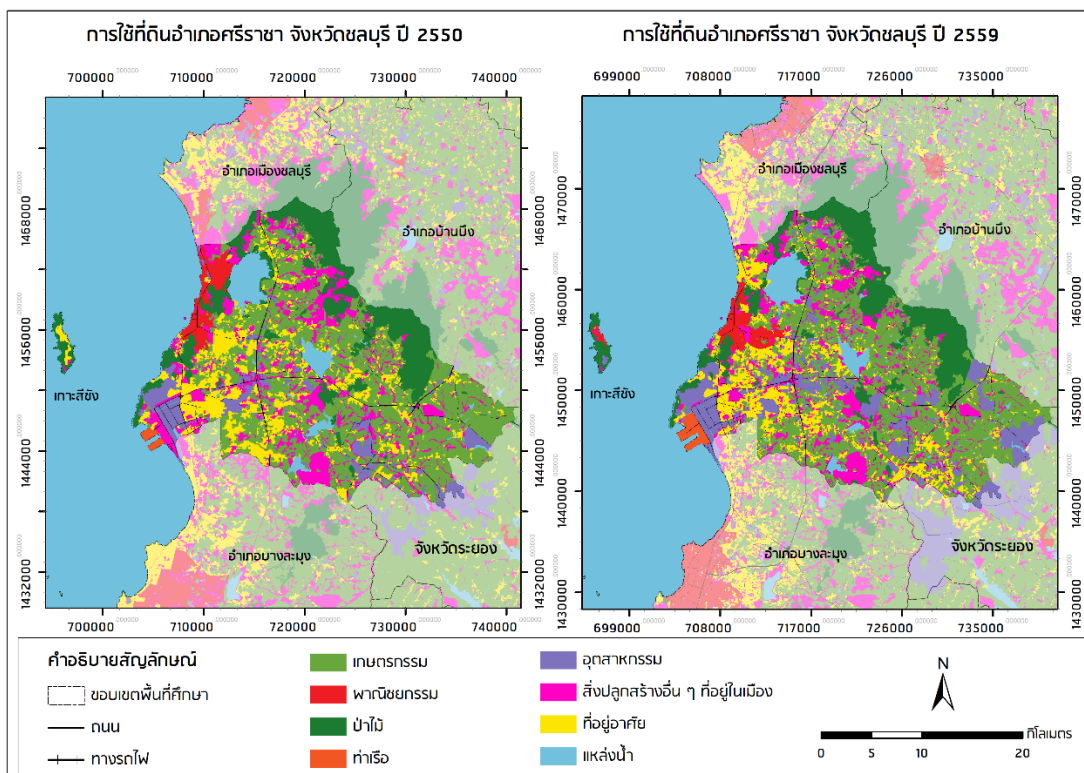 การใช้ที่ดินอำเภอศรีราชา จังหวัดชลบุรี ปี 2550
700000 710000 720000 730000 740000
1468000
1456000
1444000
1432000
อำเภอเมืองชลบุรี
อำเภอบ้านบึง
เกาะสีชัง
อำเภอบางละมุง
จังหวัดระยอง
700000 710000 720000 730000 740000
การใช้ที่ดินอำเภอศรีราชา จังหวัดชลบุรี ปี 2559
699000 708000 717000 726000 735000
1470000
1460000
1450000
1440000
1430000
อำเภอเมืองชลบุรี
อำเภอบ้านบึง
เกาะสีชัง
อำเภอบางละมุง
จังหวัดระยอง
699000 708000 717000 726000 735000
คำอธิบายสัญลักษณ์
ขอบเขตพื้นที่ศึกษา
ถนน
ทางรถไฟ
เกษตรกรรม
พาณิชยกรรม
ป่าไม้
ท่าเรือ
อุตสาหกรรม
สิ่งปลูกสร้างอื่น ๆ ที่อยู่ในเมือง
ที่อยู่อาศัย
แหล่งน้ำ
N
กิโลเมตร
0 5 10 20